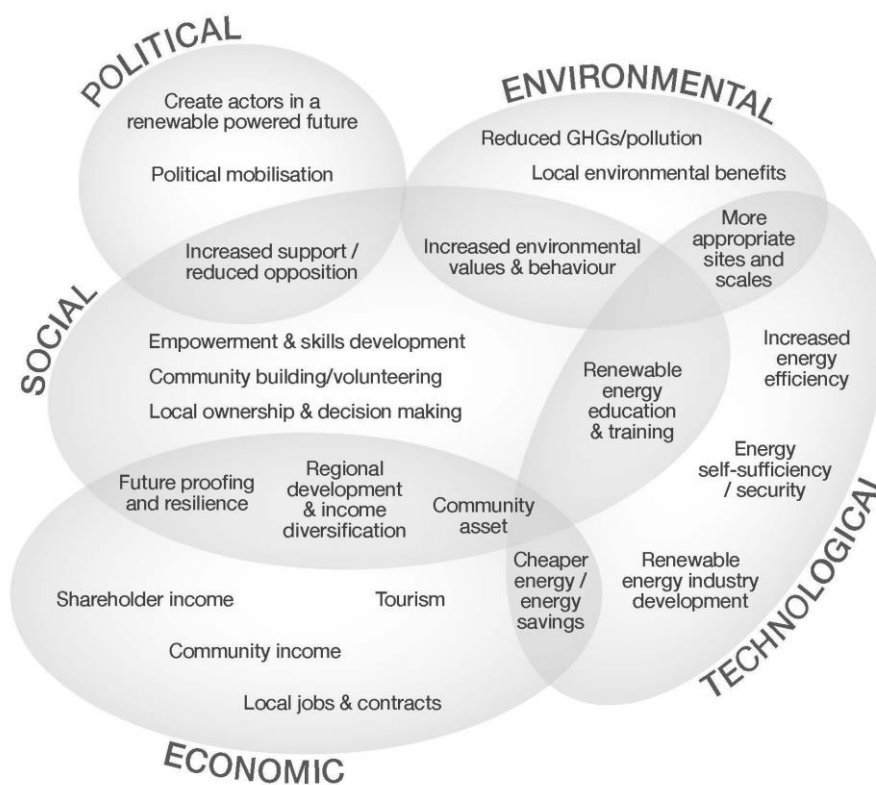 POLITICAL
Create actors in a
renewable powered future
Political mobilisation
Increased support /
reduced opposition
ENVIRONMENTAL
Reduced GHGs/pollution
Local environmental benefits
Increased environmental
values & behaviour
More
appropriate
sites and
scales
SOCIAL
Empowerment & skills development
Community building/volunteering
Local ownership & decision making
Renewable
energy
education
& training
Increased
energy
efficiency
Energy
self-sufficiency
/ security
TECHNOLOGICAL
Future proofing
and resilience
Regional
development
& income
diversification
Community
asset
Cheaper
energy /
energy
savings
Renewable
energy industry
development
Shareholder income
Tourism
Community income
Local jobs & contracts
ECONOMIC